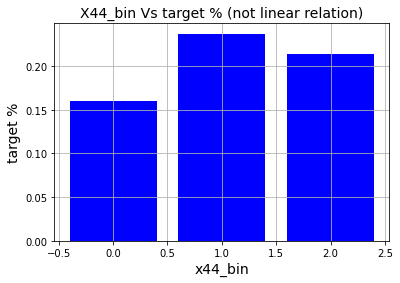 X44_bin Vs target % (not linear relation)
target %
0.20
0.15
0.10
0.05
0.00
−0.5 0.0 0.5 1.0 1.5 2.0 2.5
x44_bin